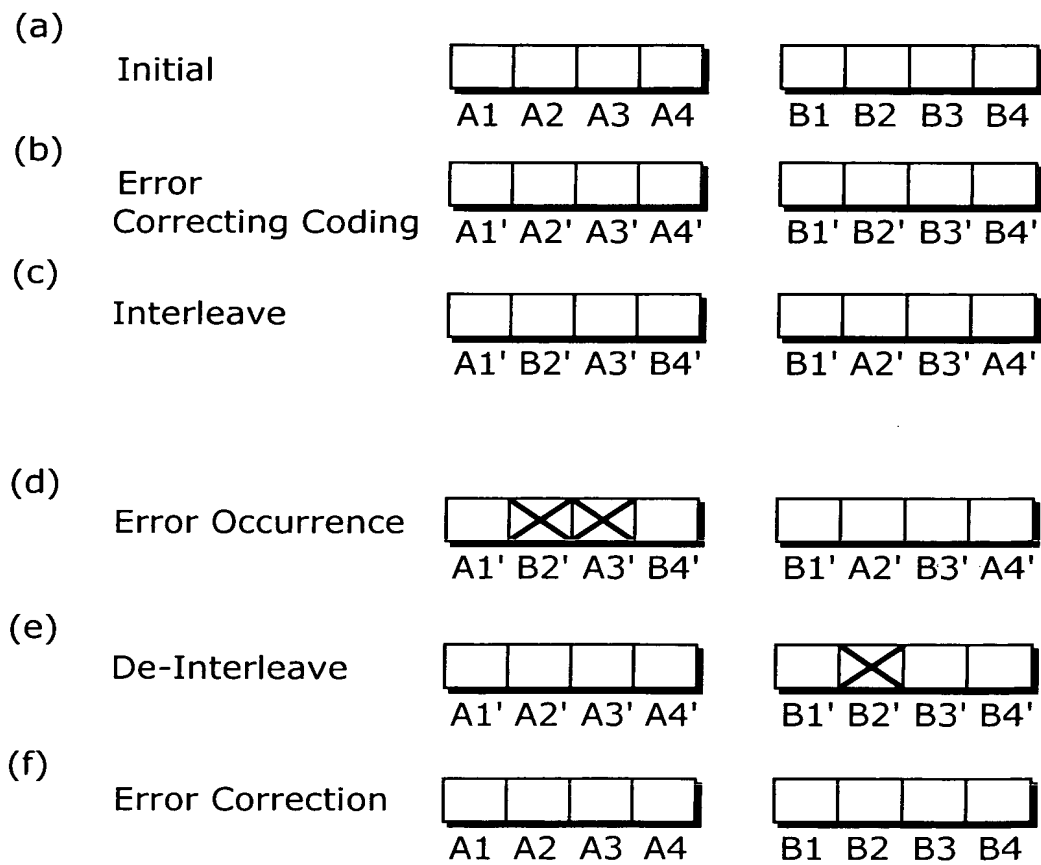 (a)
Initial
A1 A2 A3 A4 B1 B2 B3 B4
(b)
Error
Correcting Coding
A1' A2' A3' A4' B1' B2' B3' B4'
(c)
Interleave
A1' B2' A3' B4' B1' A2' B3' A4'
(d)
Error Occurrence
A1' B2' A3' B4' B1' A2' B3' A4'
(e)
De-Interleave
A1' A2' A3' A4' B1' B2' B3' B4'
(f)
Error Correction
A1 A2 A3 A4 B1 B2 B3 B4